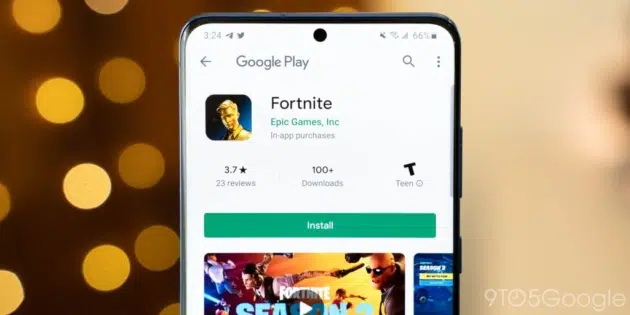 3:24
66%
Google Play
Fortnite
Epic Games, Inc
In-app purchases
3.7★
100+
T
23 reviews
Downloads
Teen
Install
FORTNITE
SEASON 2
SEASON 2
9TO5Google